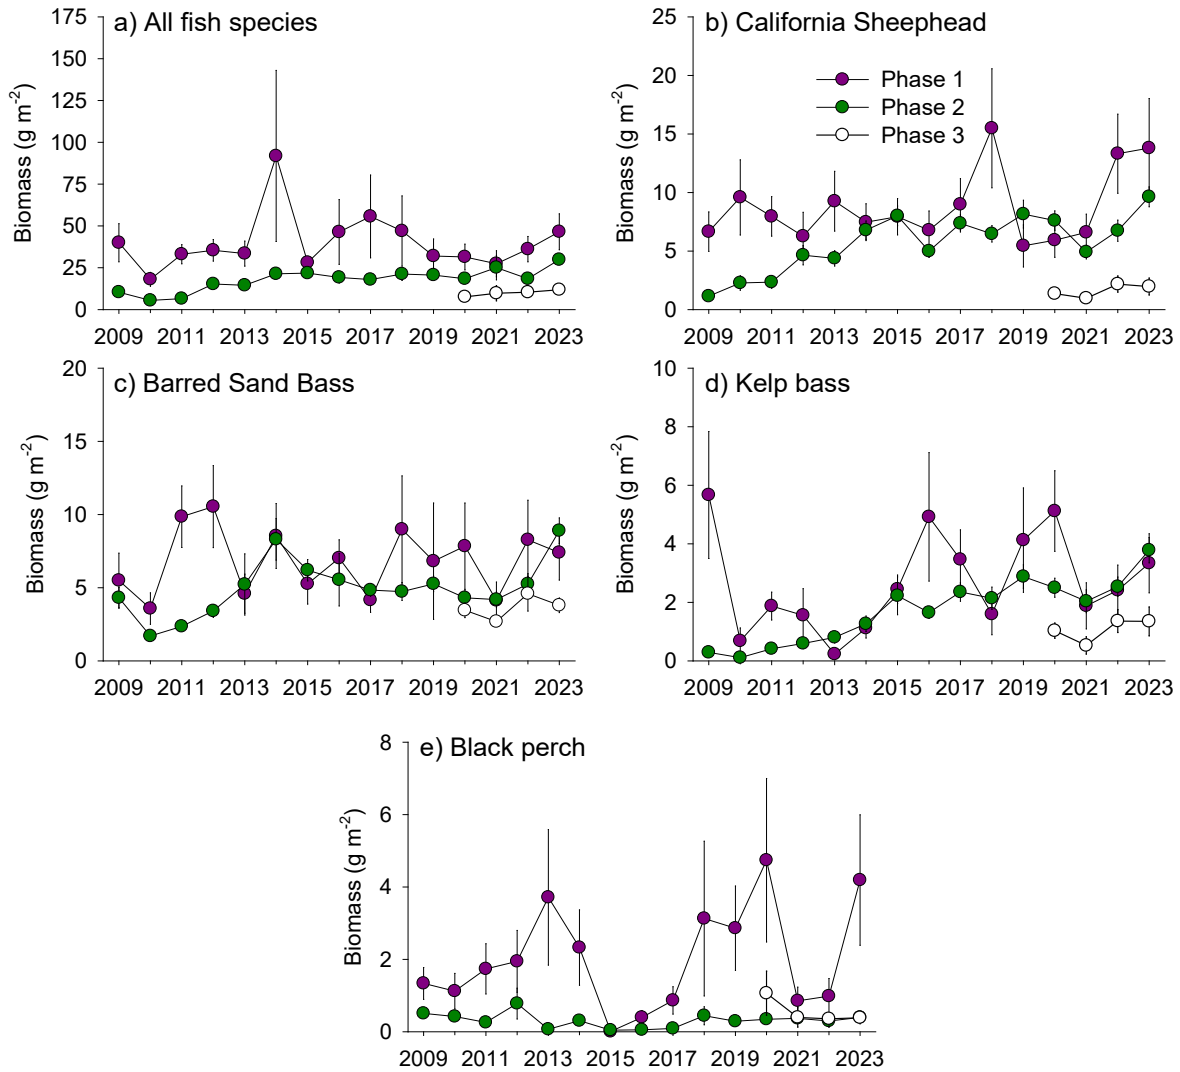 a) All fish species
175
150
125
100
75
50
25
0
Biomass (g m-2)
2009 2011 2013 2015 2017 2019 2021 2023
b) California Sheephead
25
20
15
10
5
0
Biomass (g m-2)
Phase 1
Phase 2
Phase 3
2009 2011 2013 2015 2017 2019 2021 2023
c) Barred Sand Bass
20
15
10
5
0
Biomass (g m-2)
2009 2011 2013 2015 2017 2019 2021 2023
d) Kelp bass
10
8
6
4
2
0
Biomass (g m-2)
2009 2011 2013 2015 2017 2019 2021 2023
e) Black perch
8
6
4
2
0
Biomass (g m-2)
2009 2011 2013 2015 2017 2019 2021 2023